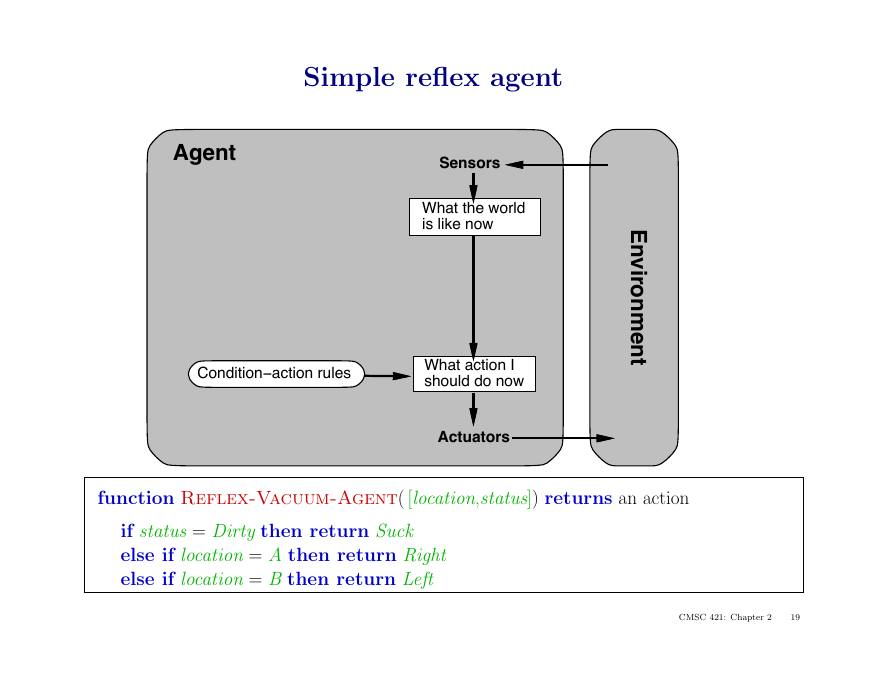 Simple reflex agent
Agent
Sensors
What the world
is like now
Environment
Condition−action rules
What action I
should do now
Actuators
function Reflex-Vacuum-Agent( [location,status]) returns an action
if status = Dirty then return Suck
else if location = A then return Right
else if location = B then return Left
CMSC 421: Chapter 2 19